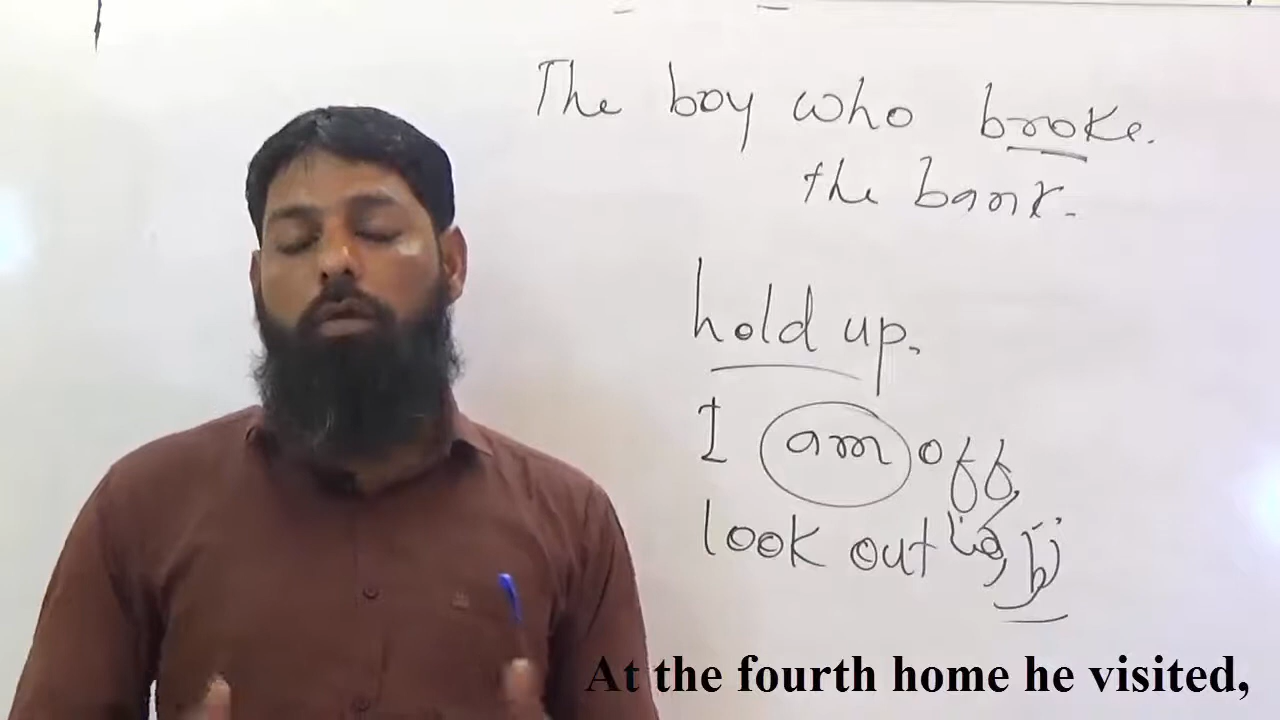 The boy who broke.
the bank.
hold up.
I am off
look out
At the fourth home he visited,